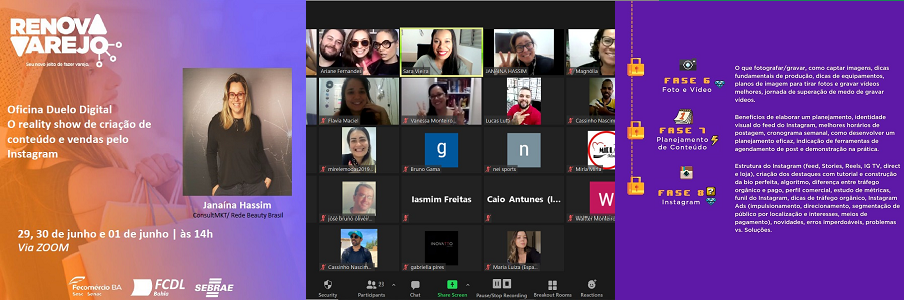 RENOVA
VAREJO
Seu novo jeito de fazer varejo.
Oficina Duelo Digital
O reality show de criação de
conteúdo e vendas pelo
Instagram
Janaína Hassim
ConsultMKT/ Rede Beauty Brasil
29, 30 de junho e 01 de junho | às 14h
Via ZOOM
Fecomércio BA
Sesc Senac
FCDL
Bahia
SEBRAE
Ariane Fernandes
Sara Vieira
JANAINA HASSIM
Magnólia
Flavia Maciel
Vanessa Monteiro...
Lucas Luta
Cassinho Nascim
mirelemodas2019...
g
Bruno Gama
n
nei sports
Mirla Mirla
josé bruno oliveir...
Iasmim Freitas
Caio Antunes (I...
W
Walter Monteiro
Cassinho Nascim...
INOVATTO
gabriella pires
Maria Luiza (Espa...
Security
Participants
23
Chat
Share Screen
Pause/Stop Recording
Breakout Rooms
Reactions
FASE 6
Foto e Vídeo
O que fotografar/gravar, como captar imagens, dicas
fundamentais de produção, dicas de equipamentos,
planos de imagem para tirar fotos e gravar vídeos
melhores, jornada de superação de medo de gravar
vídeos.
FASE 7
Planejamento
de Conteúdo
Benefícios de elaborar um planejamento, identidade
visual do feed do Instagram, melhores horários de
postagem, cronograma semanal, como desenvolver um
planejamento eficaz, indicação de ferramentas de
agendamento de post e demonstração na prática.
FASE 8
Instagram
Estrutura do Instagram (feed, Stories, Reels, IG TV, direct
e loja), criação dos destaques com tutorial e construção
da bio perfeita, algoritmo, diferença entre tráfego
orgânico e pago, perfil comercial, estudo de métricas,
funil do Instagram, dicas de tráfego orgânico, Instagram
Ads (impulsionamento, direcionamento, segmentação de
público por localização e interesses, meios de
pagamento), novidades, erros imperdoáveis, problemas
vs. Soluções.